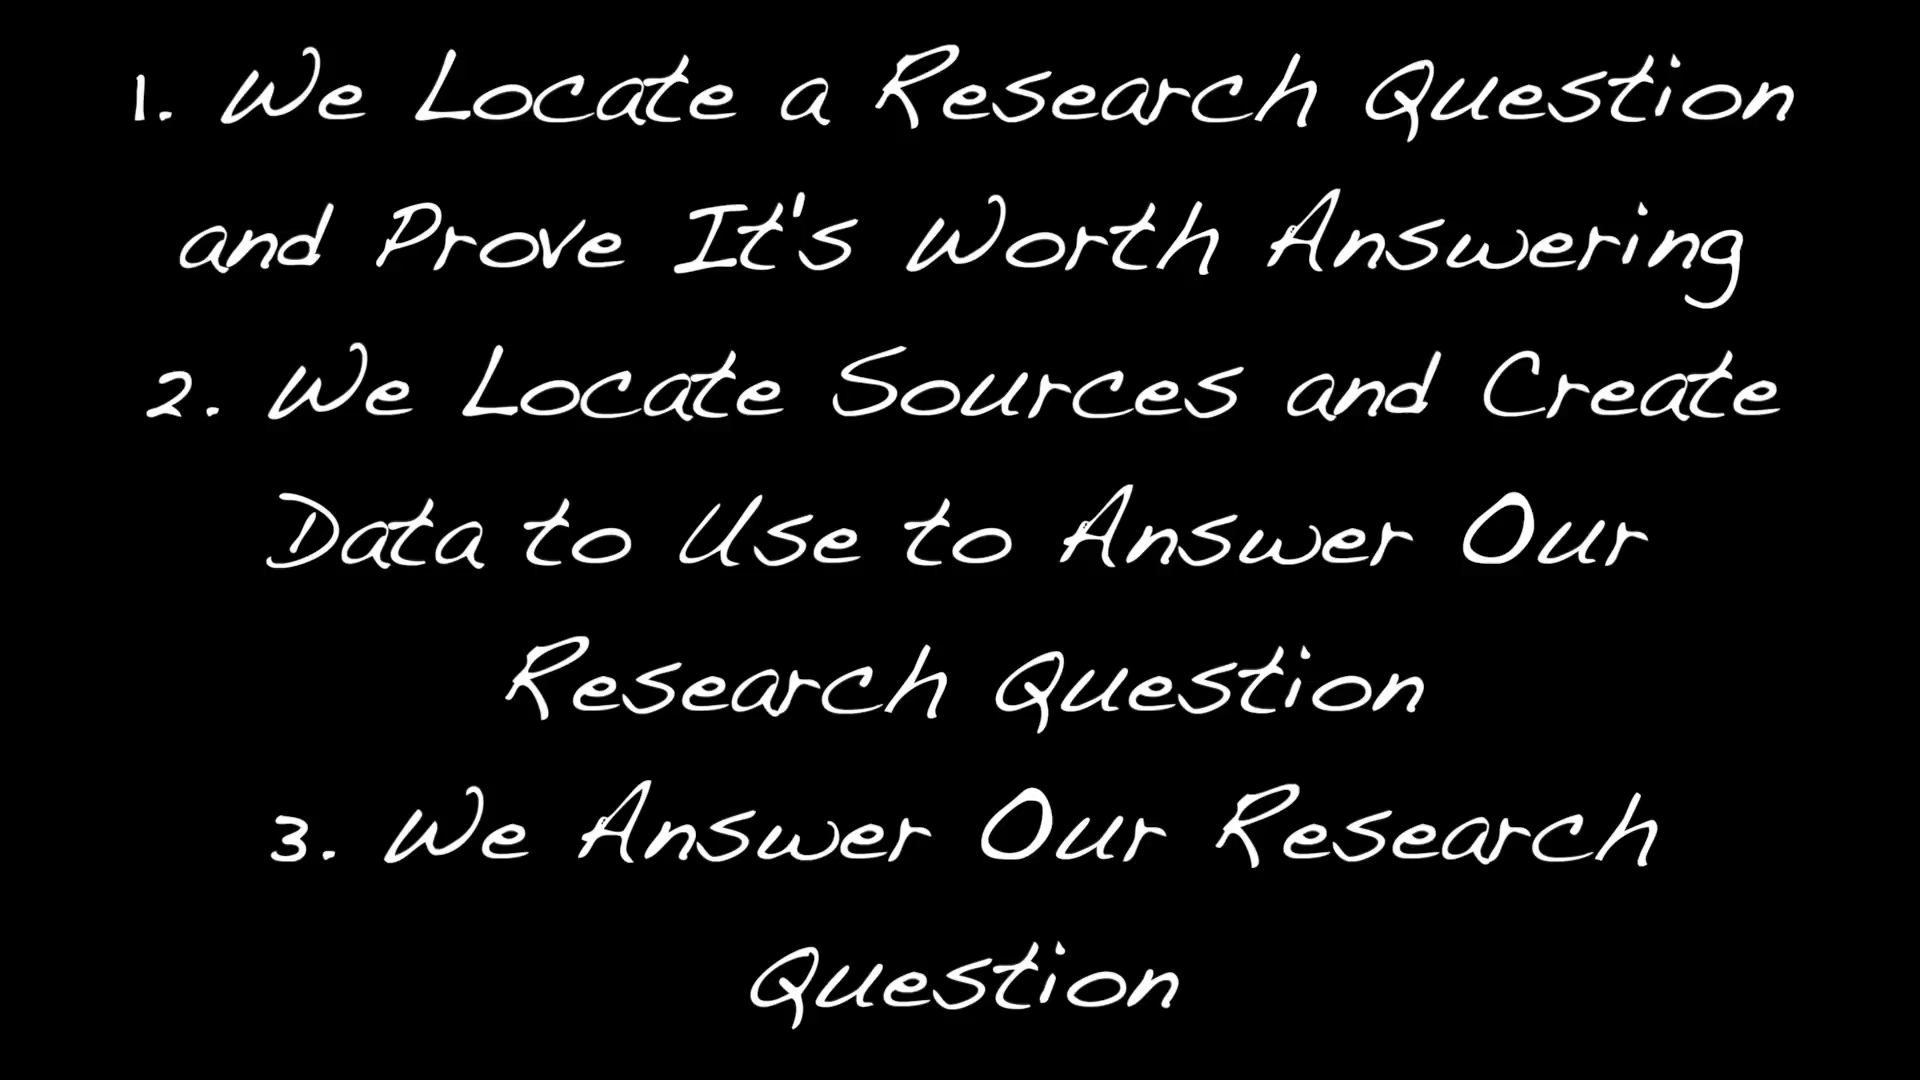 1. We Locate a Research Question
and Prove It's Worth Answering
2. We Locate Sources and Create
Data to Use to Answer Our
Research Question
3. We Answer Our Research
Question